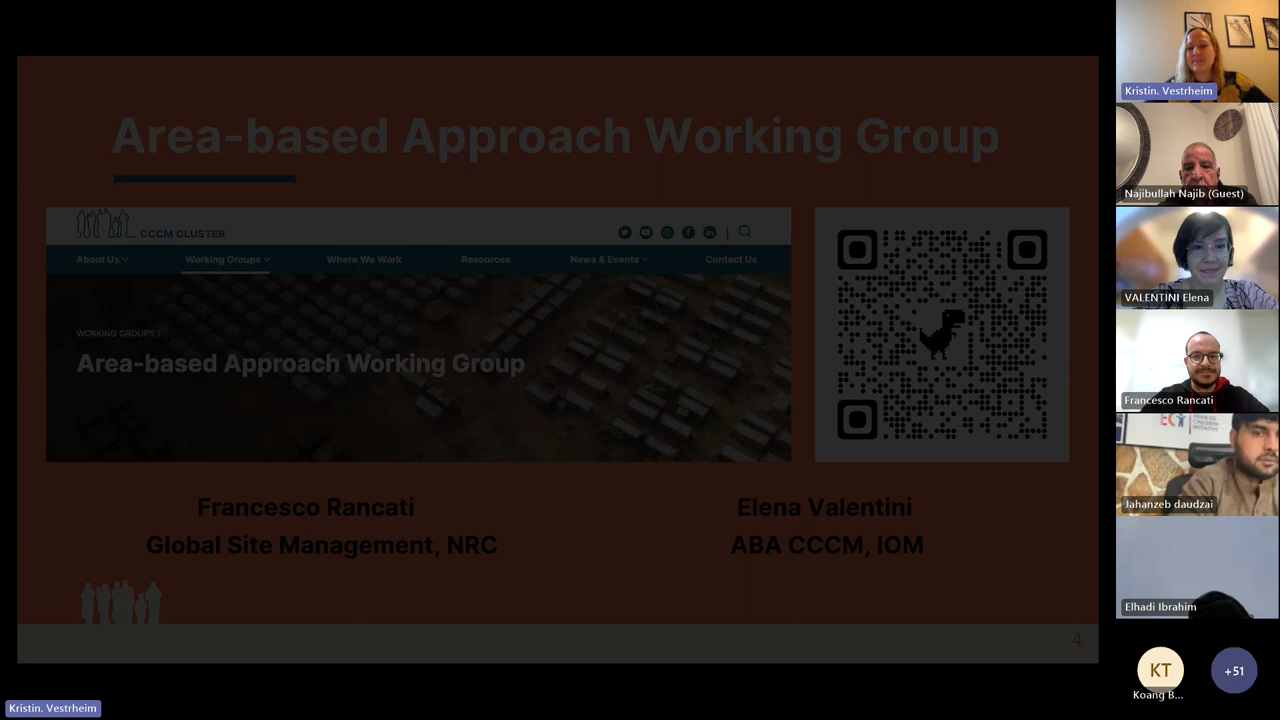 Area-based Approach Working Group
CCCM CLUSTER
About Us
Working Groups
Where We Work
Resources
News & Events
Contact Us
WORKING GROUPS /
Area-based Approach Working Group
Francesco Rancati
Global Site Management, NRC
Elena Valentini
ABA CCCM, IOM
4
Kristin. Vestrheim
Kristin. Vestrheim
Najibullah Najib (Guest)
VALENTINI Elena
Francesco Rancati
Jahanzeb daudzai
Elhadi Ibrahim
KT
Koang B...
+51